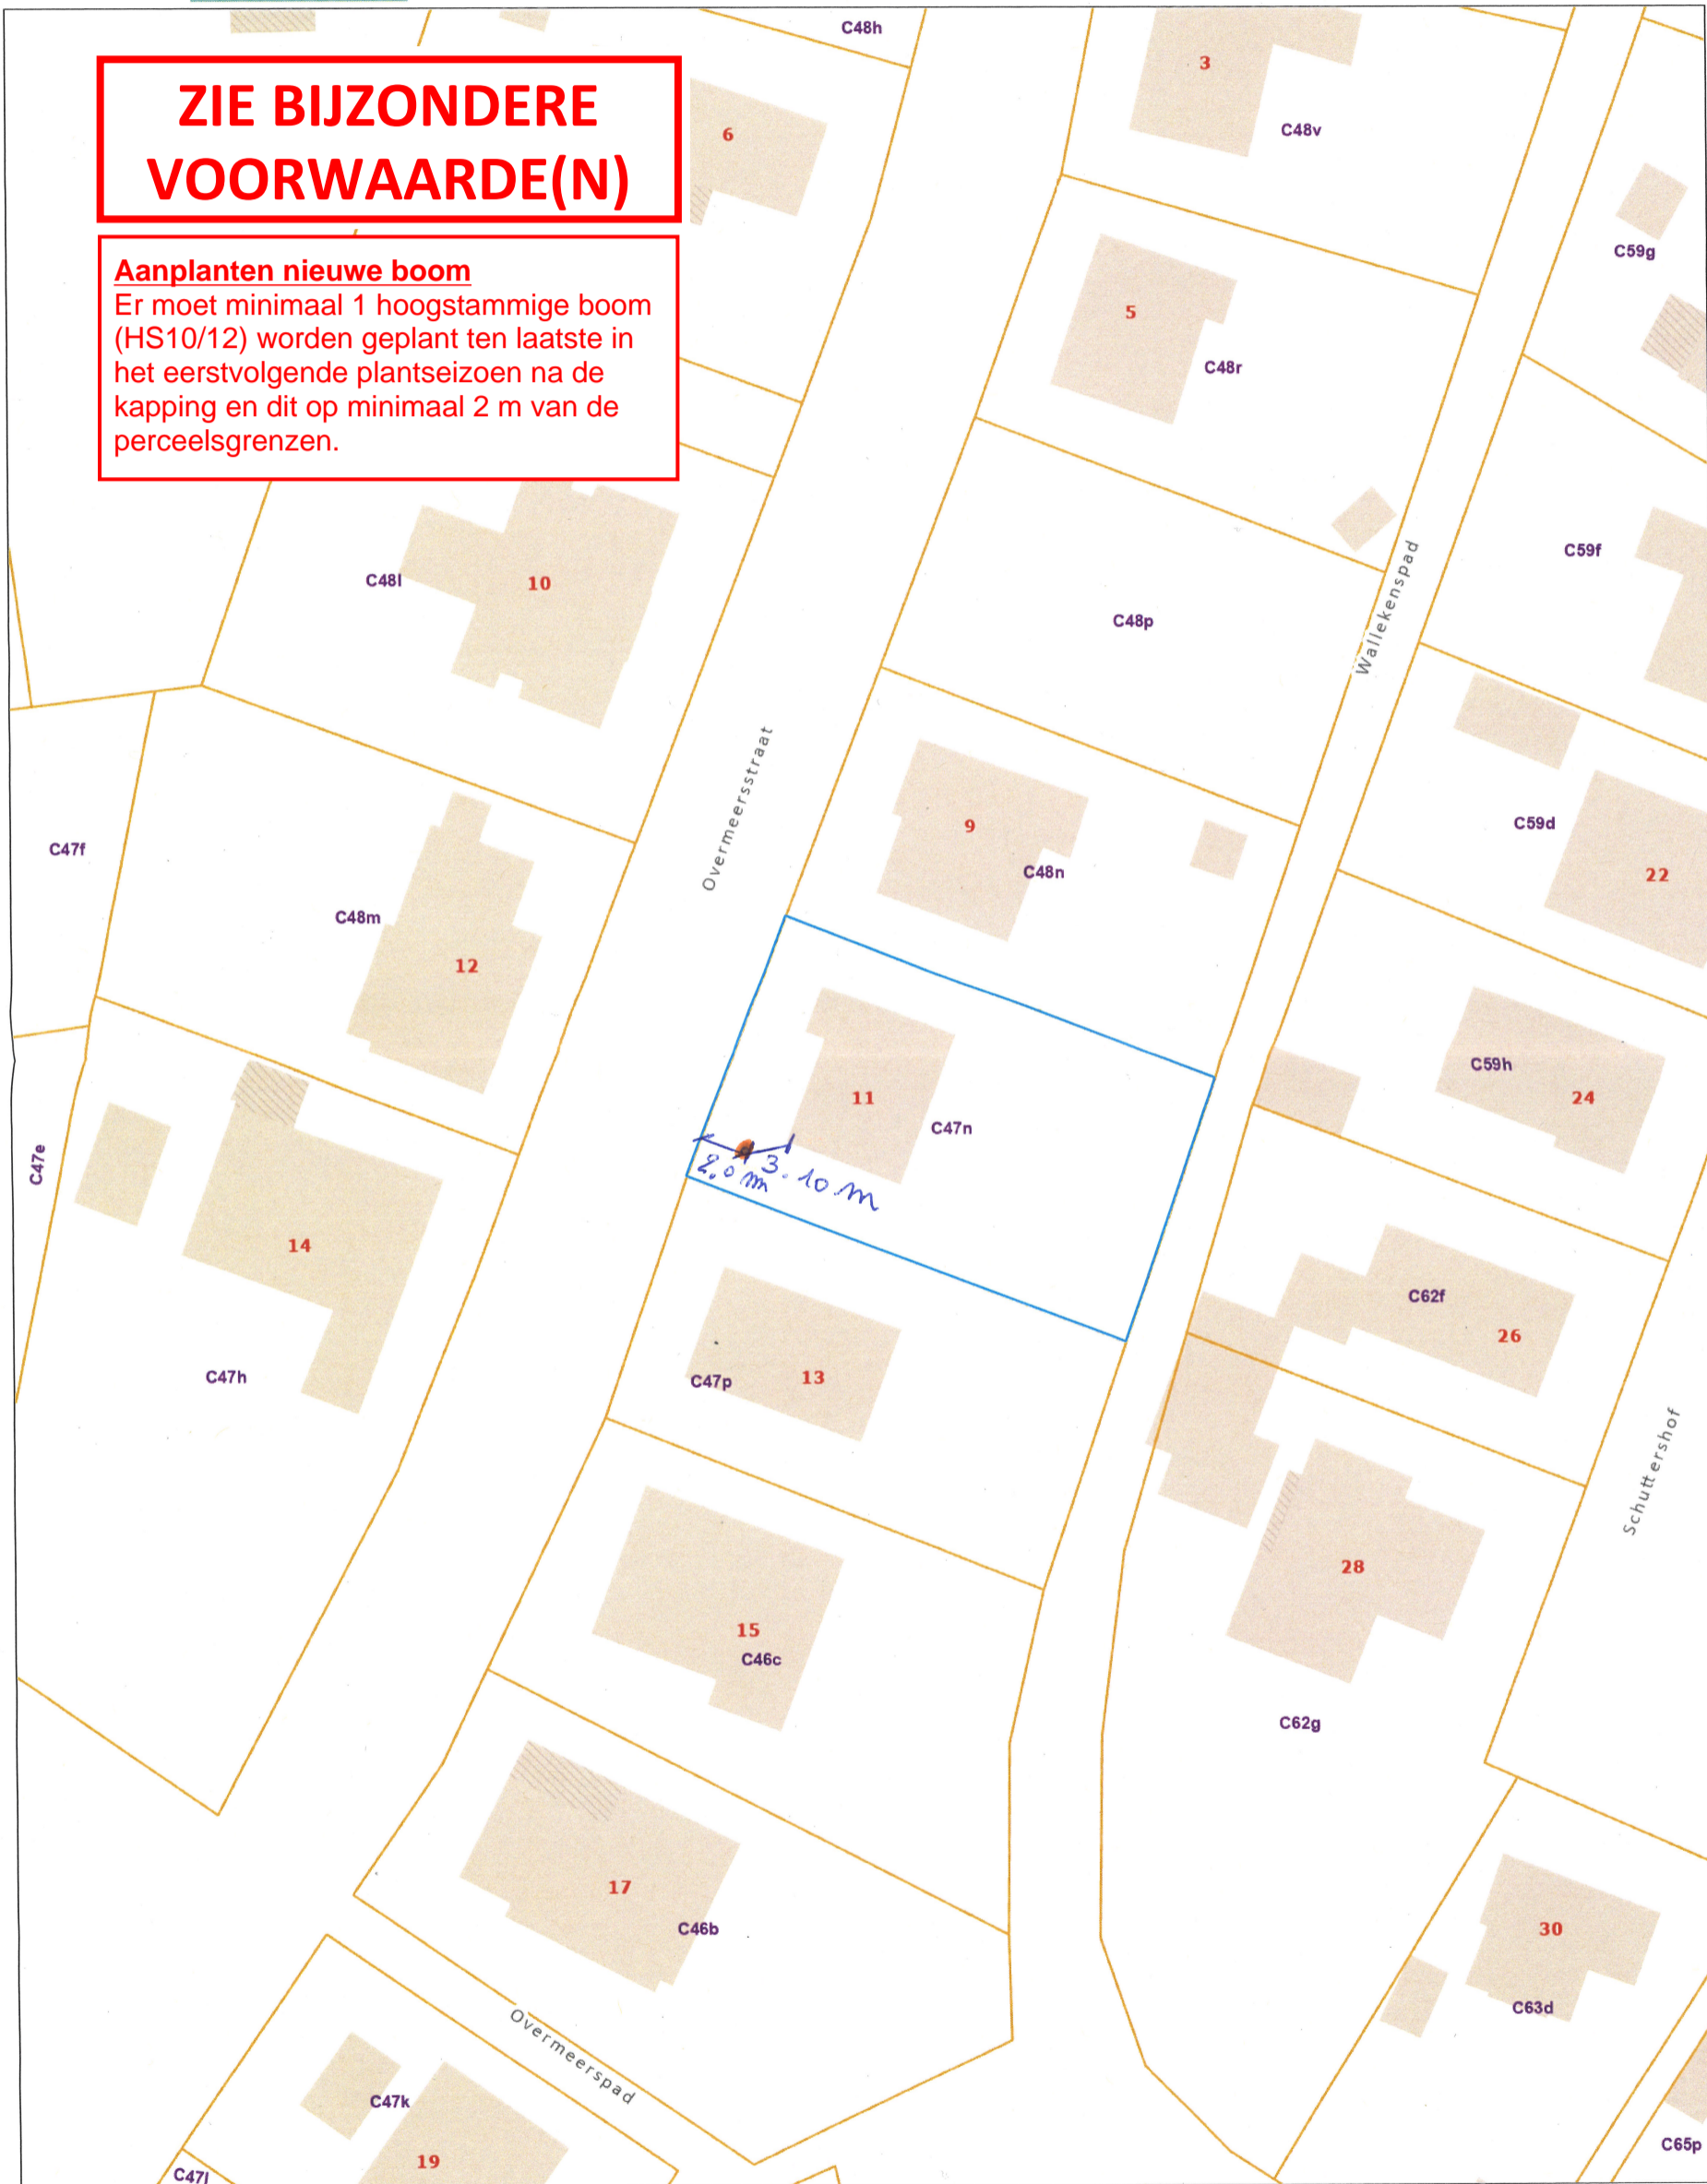 C48h
3
ZIE BIJZONDERE
VOORWAARDE(N)
6
C48v
Aanplanten nieuwe boom
Er moet minimaal 1 hoogstammige boom
(HS10/12) worden geplant ten laatste in
het eerstvolgende plantseizoen na de
kapping en dit op minimaal 2 m van de
perceelsgrenzen.
C59g
5
C48r
C59f
C48l
10
C48p
Wallekenspad
Overmeersstraat
C47f
9
C48n
C59d
22
C48m
12
11
C47n
C59h
24
C47e
2.0 m
3.10 m
14
C62f
26
C47h
C47p
13
Schuttershof
28
15
C46c
C62g
17
C46b
30
C63d
Overmeerspad
C47k
19
C65p
C47l